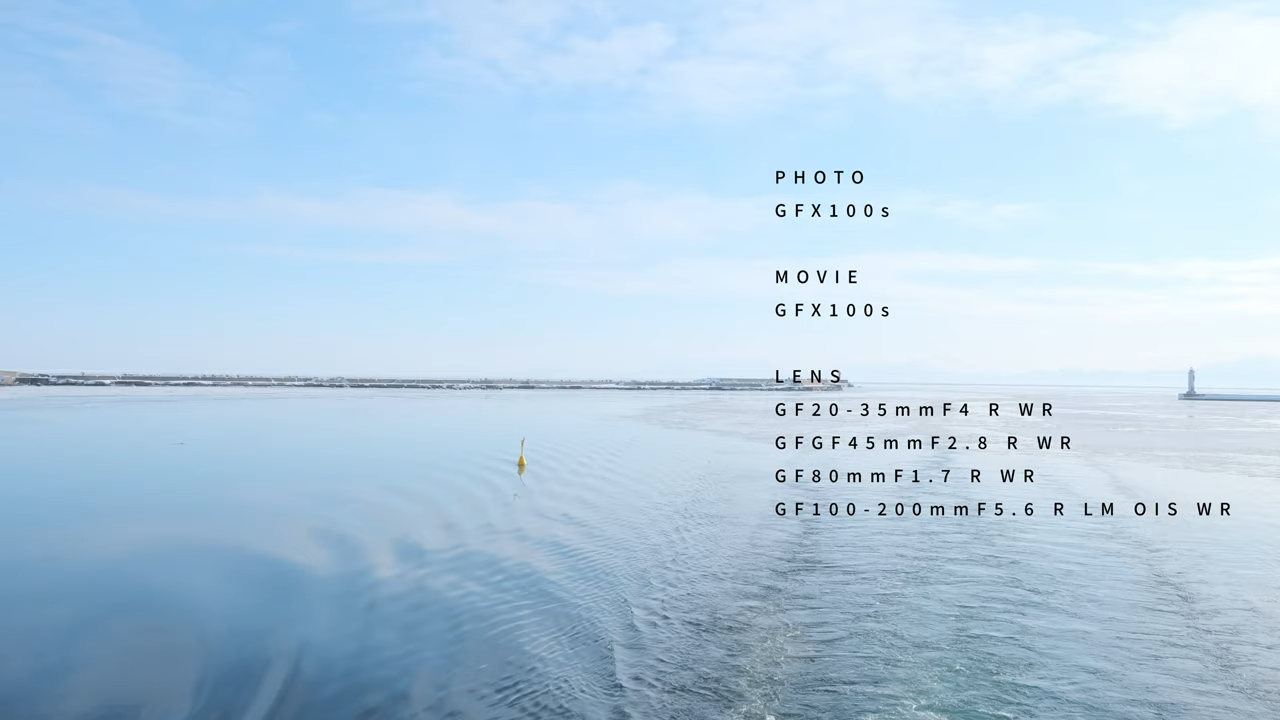 PHOTO
GFX100s
MOVIE
GFX100s
LENS
GF20-35mmF4 R WR
GFGF45mmF2.8 R WR
GF80mmF1.7 R WR
GF100-200mmF5.6 R LM OIS WR